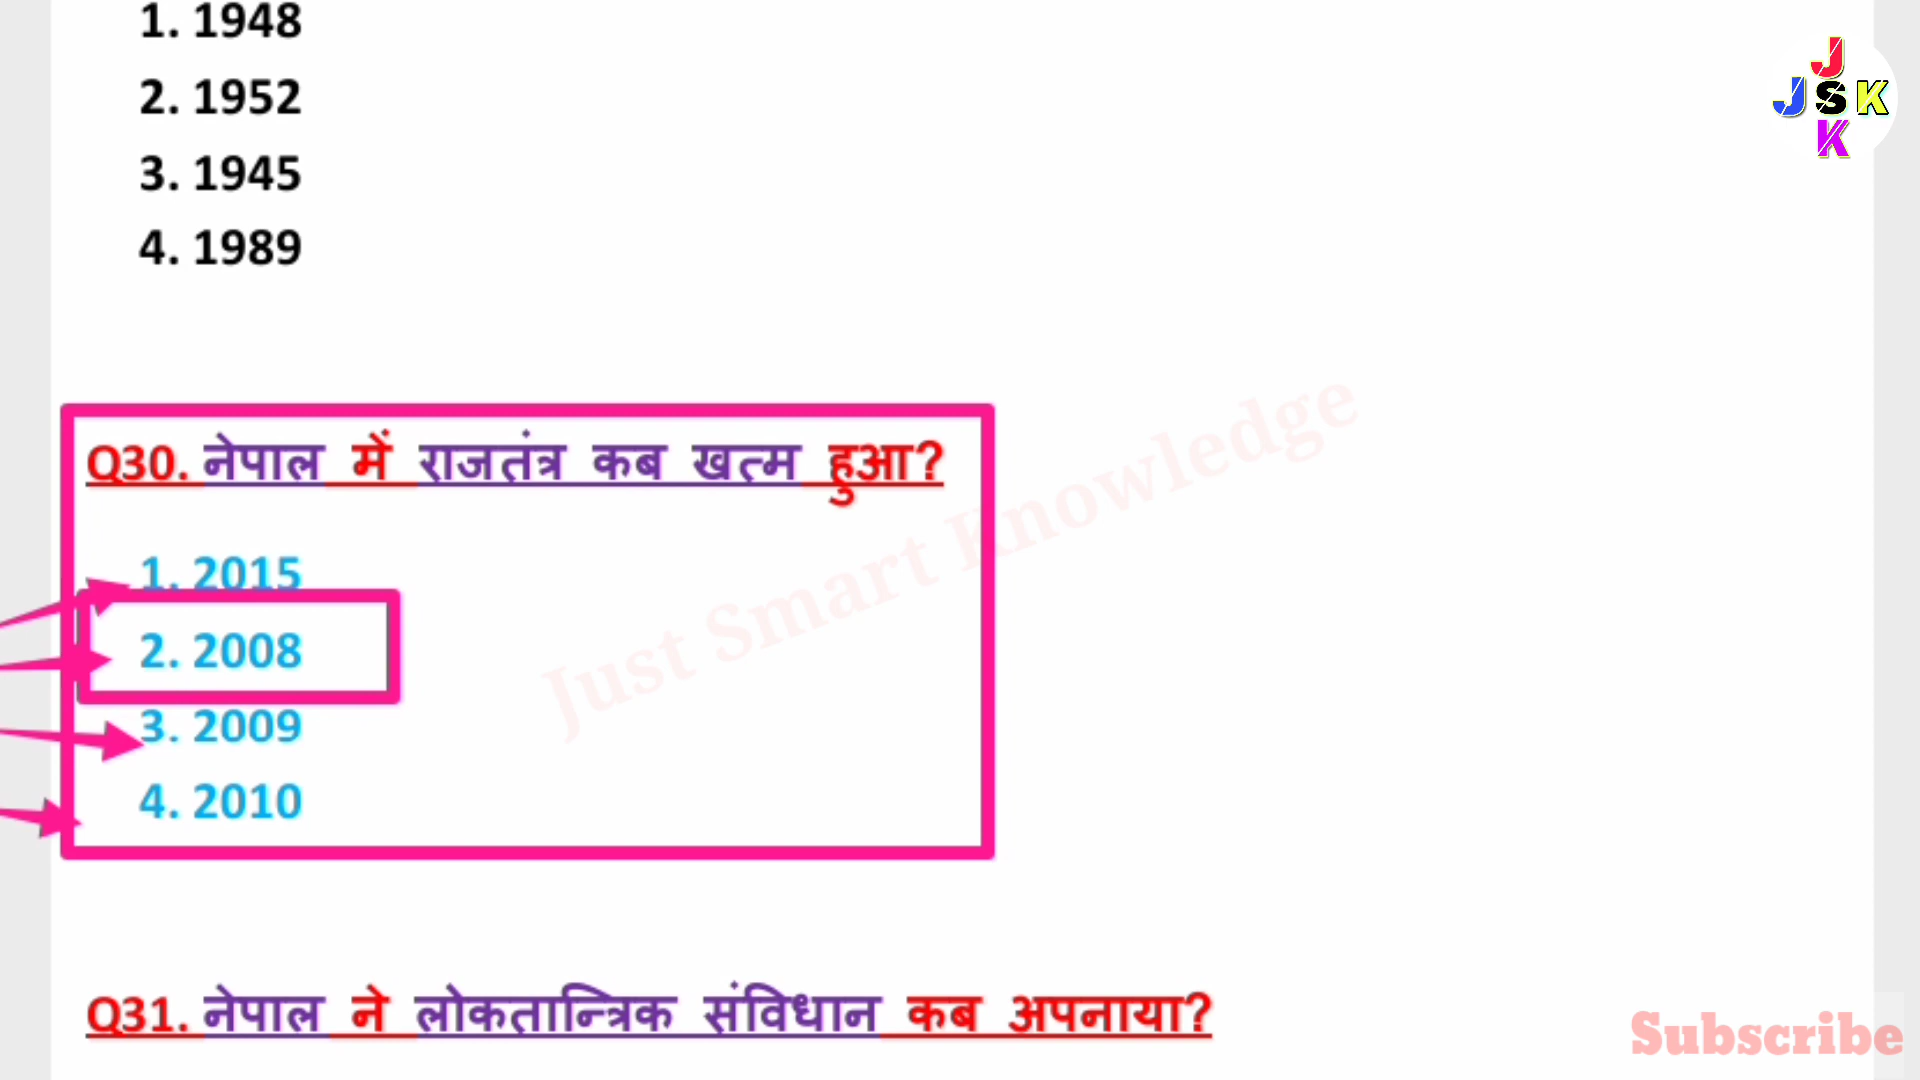 1. 1948
2. 1952
3. 1945
4. 1989
Q30. नेपाल में राजतंत्र कब खत्म हुआ?
1. 2015
2. 2008
3. 2009
4. 2010
Q31. नेपाल ने लोकतान्त्रिक संविधान कब अपनाया?
Just Smart Knowledge
J
J S K
K
Subscribe